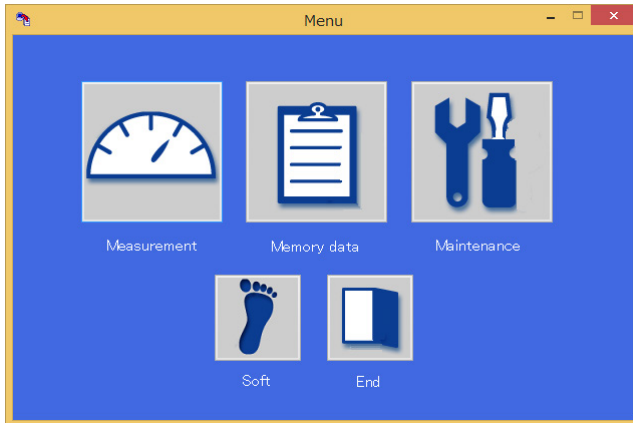 Menu
Measurement
Memory data
Maintenance
Soft
End